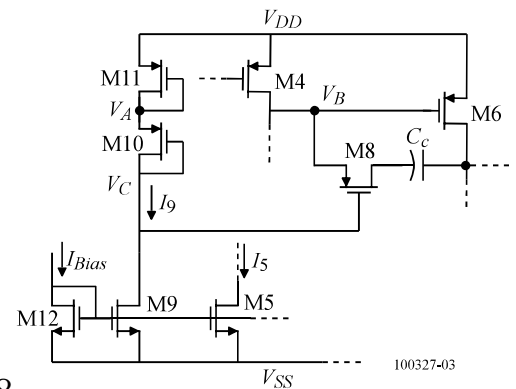 V_DD
M11
M4
V_A
V_B
M6
M10
M8
C_c
V_C
I_9
I_Bias
I_5
M12
M9
M5
100327-03
V_SS